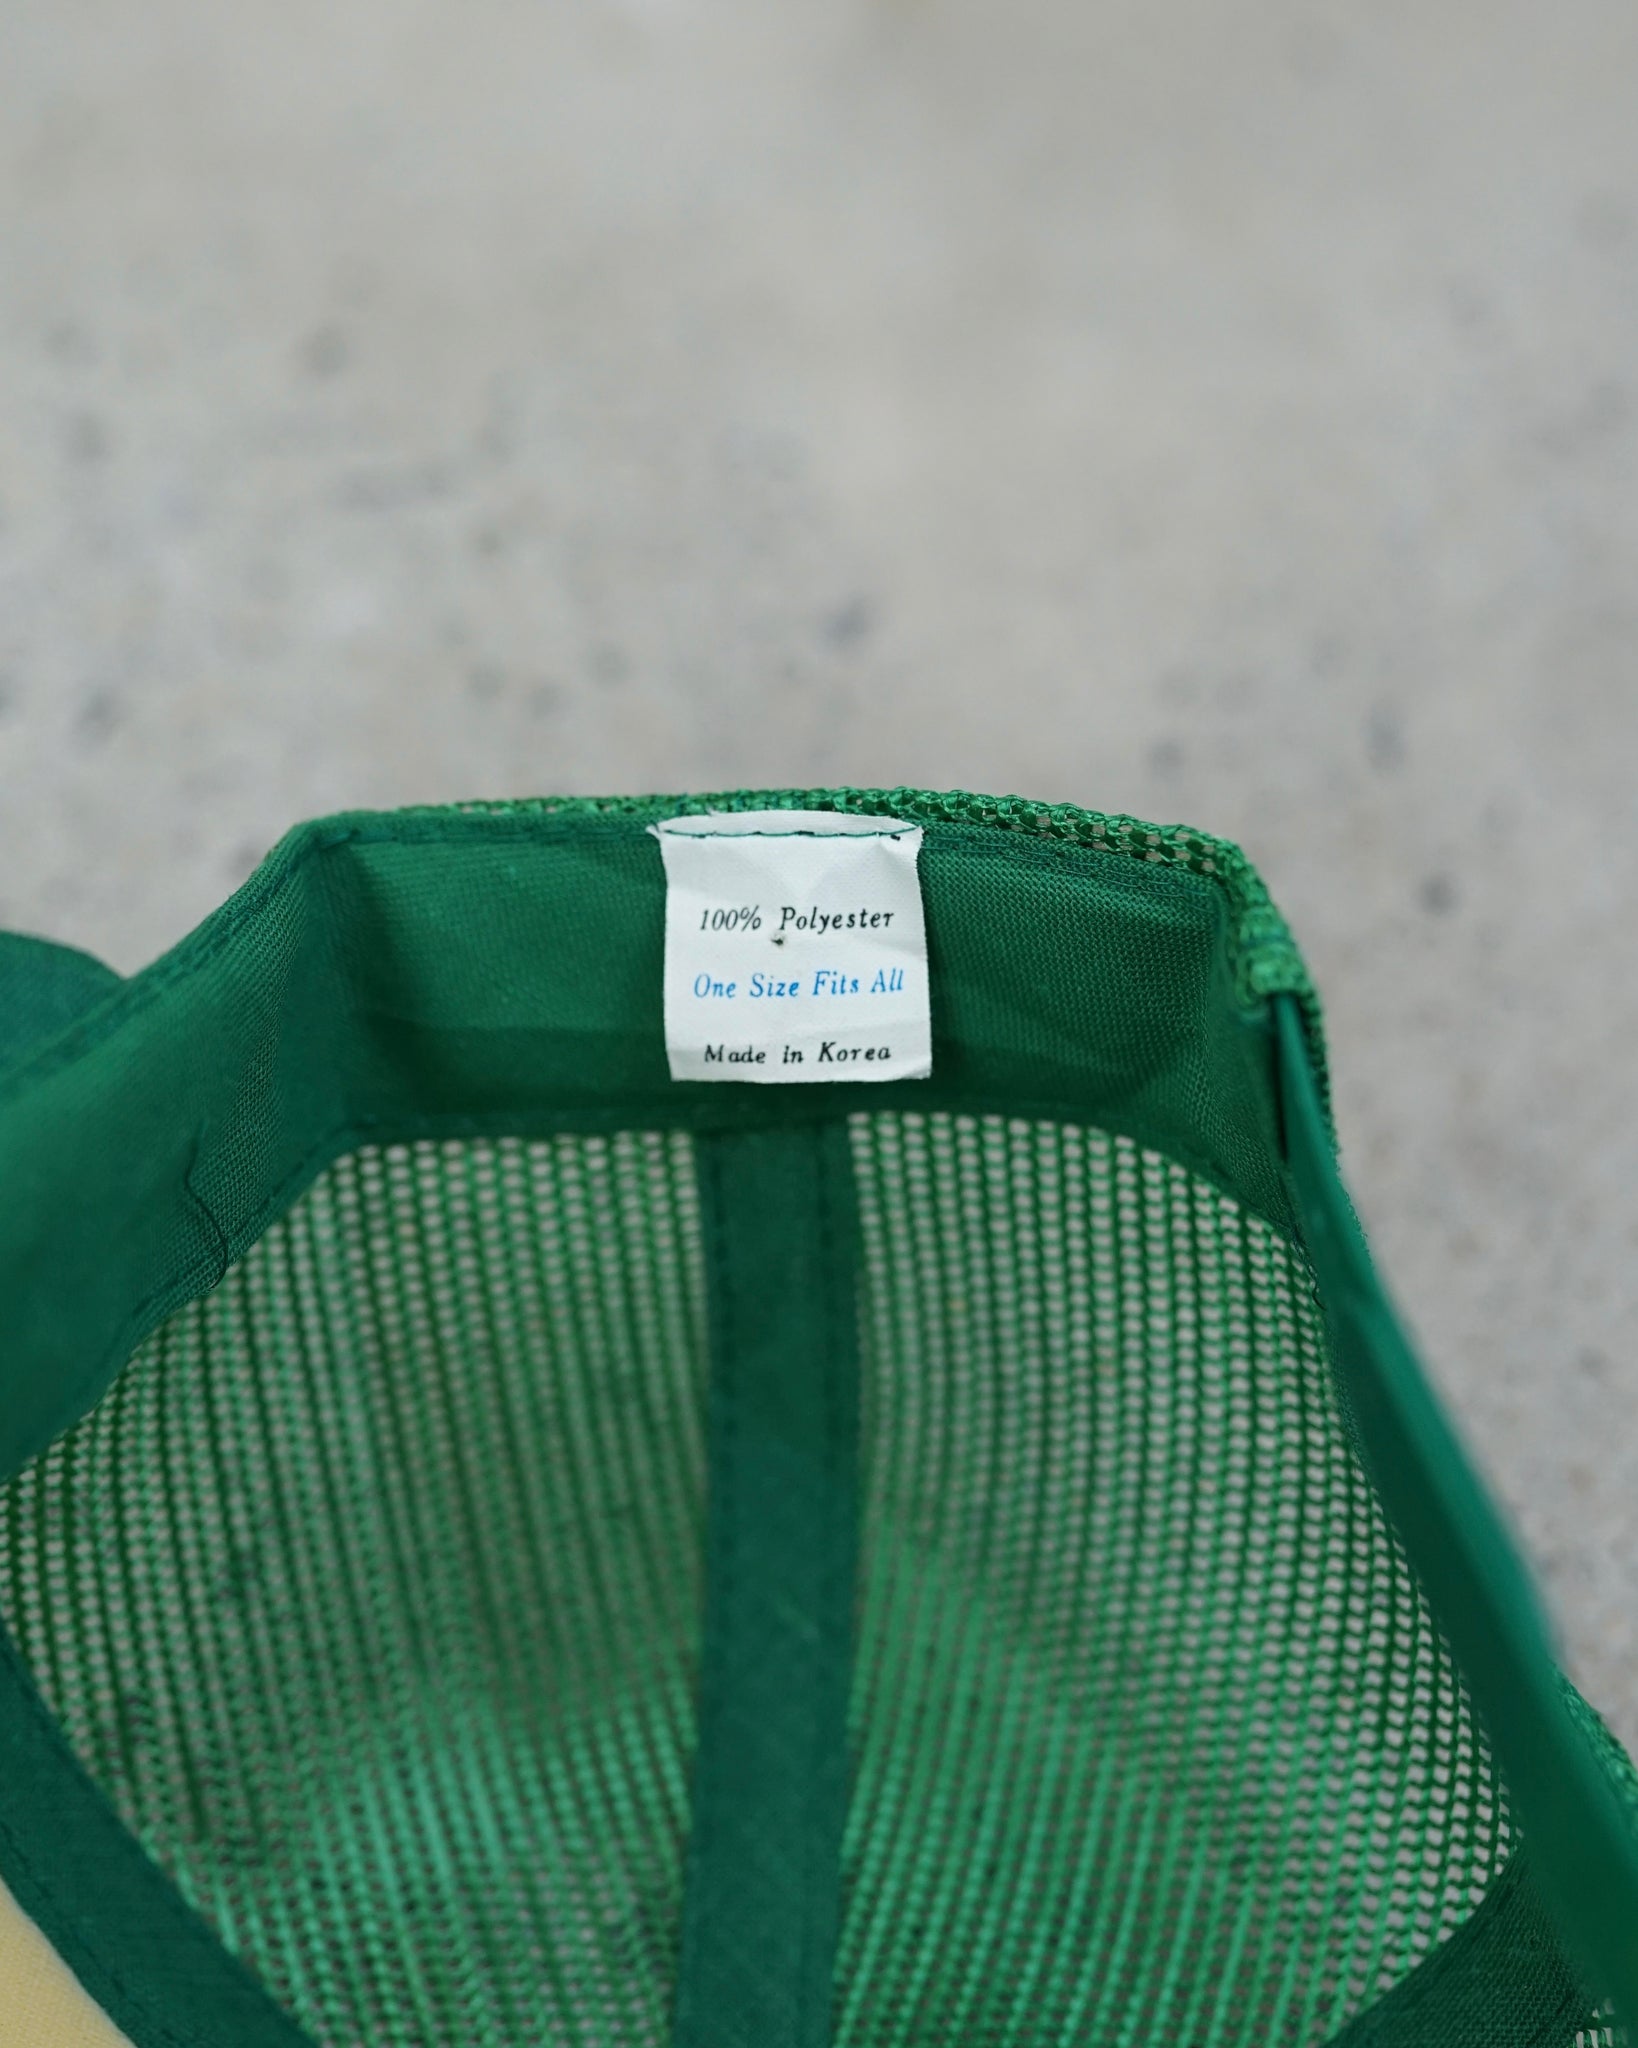 100% Polyester
One Size Fits All
Made in Korea